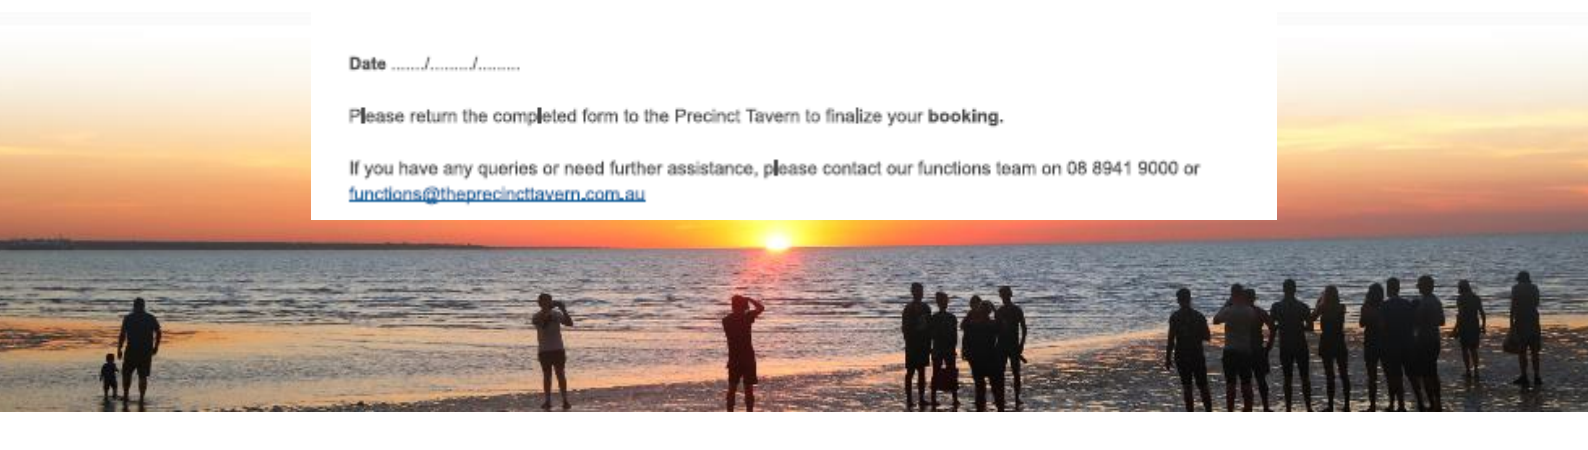 Date ......./........./.........
Please return the completed form to the Precinct Tavern to finalize your booking.
If you have any queries or need further assistance, please contact our functions team on 08 8941 9000 or
functions@theprecincttavern.com.au